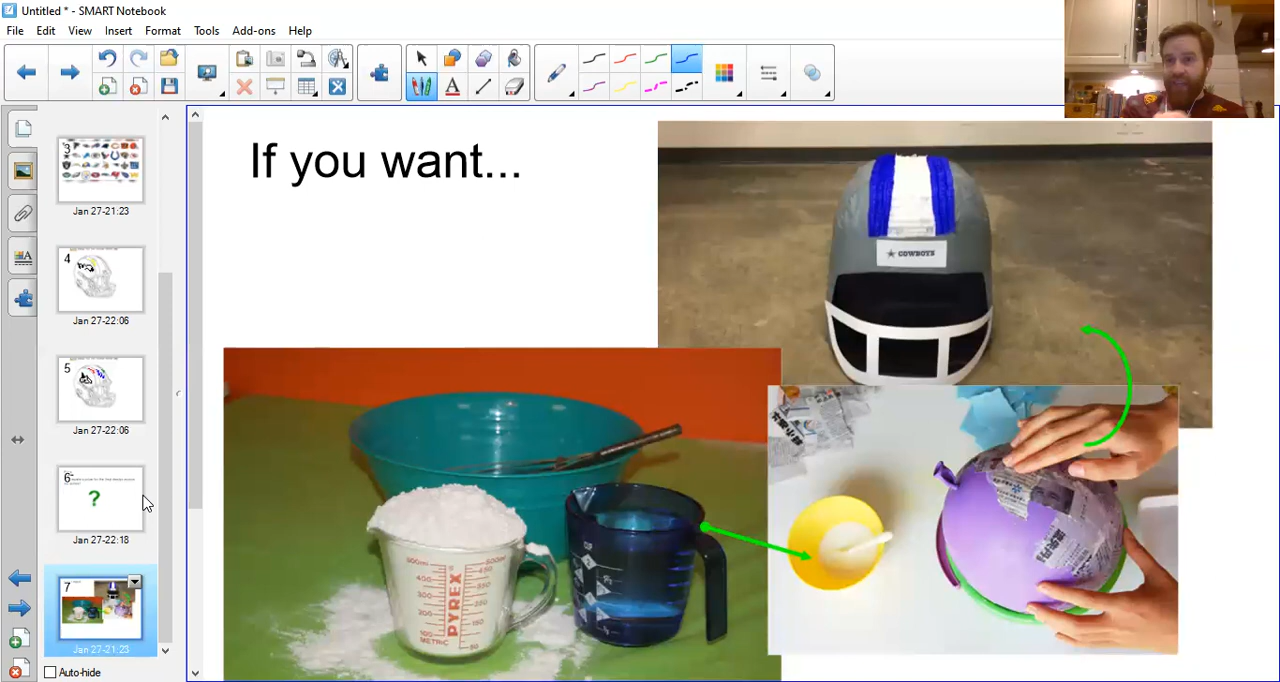 Untitled * - SMART Notebook
File Edit View Insert Format Tools Add-ons Help
If you want...
3
Jan 27-21:23
4
Jan 27-22:06
5
Jan 27-22:06
6
?
Jan 27-22:18
7
Jan 27-21:23
Auto-hide
COWBOYS
PYREX
METRIC